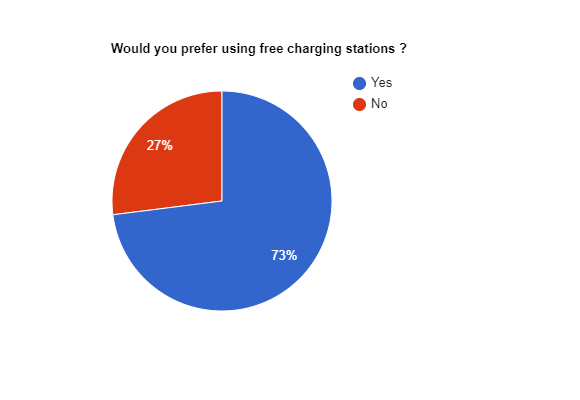 Would you prefer using free charging stations ?
Yes
No
27%
73%